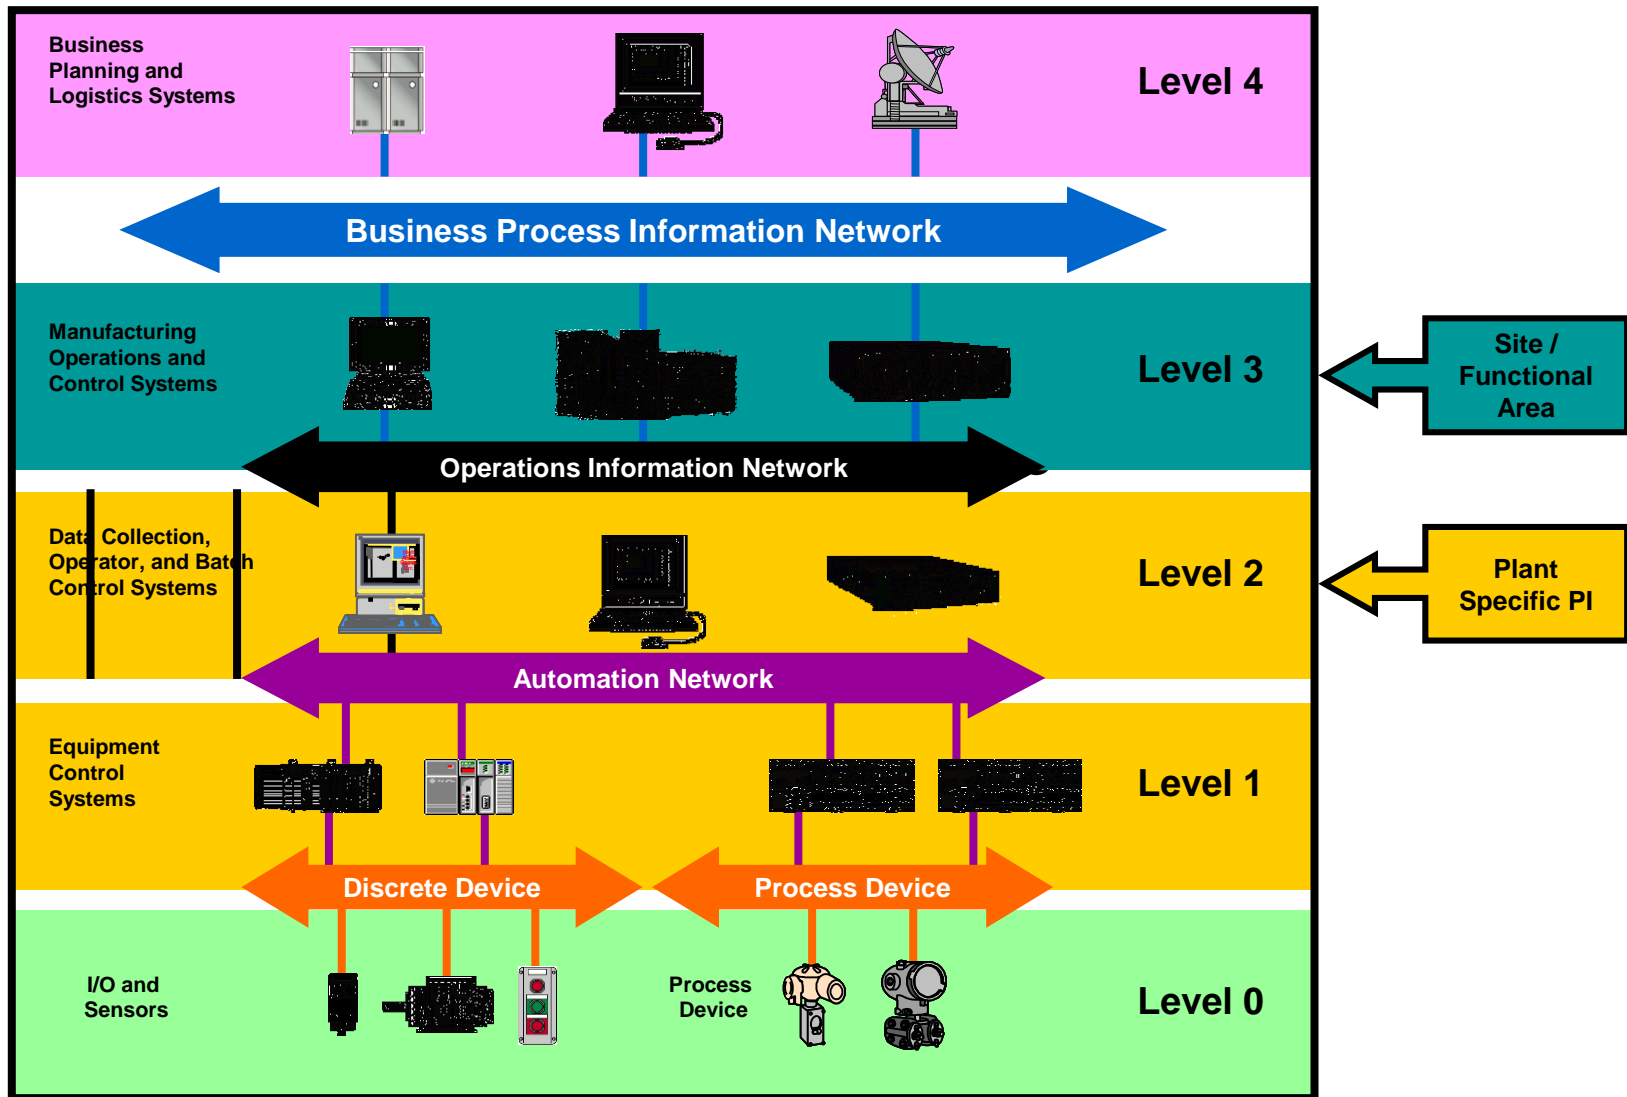 Business
Planning and
Logistics Systems
Level 4
Business Process Information Network
Manufacturing
Operations and
Control Systems
Level 3
Site /
Functional
Area
Operations Information Network
Data Collection,
Operator, and Batch
Control Systems
Level 2
Plant
Specific PI
Automation Network
Equipment
Control
Systems
Level 1
Discrete Device
Process Device
I/O and
Sensors
Process
Device
Level 0